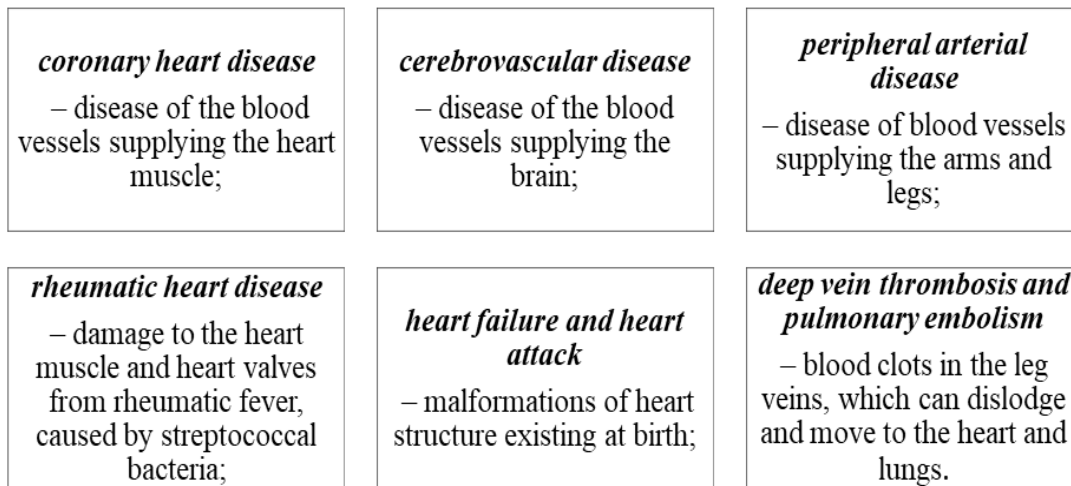 coronary heart disease
– disease of the blood
vessels supplying the heart
muscle;
cerebrovascular disease
– disease of the blood
vessels supplying the
brain;
peripheral arterial
disease
– disease of blood vessels
supplying the arms and
legs;
rheumatic heart disease
– damage to the heart
muscle and heart valves
from rheumatic fever,
caused by streptococcal
bacteria;
heart failure and heart
attack
– malformations of heart
structure existing at birth;
deep vein thrombosis and
pulmonary embolism
– blood clots in the leg
veins, which can dislodge
and move to the heart and
lungs.